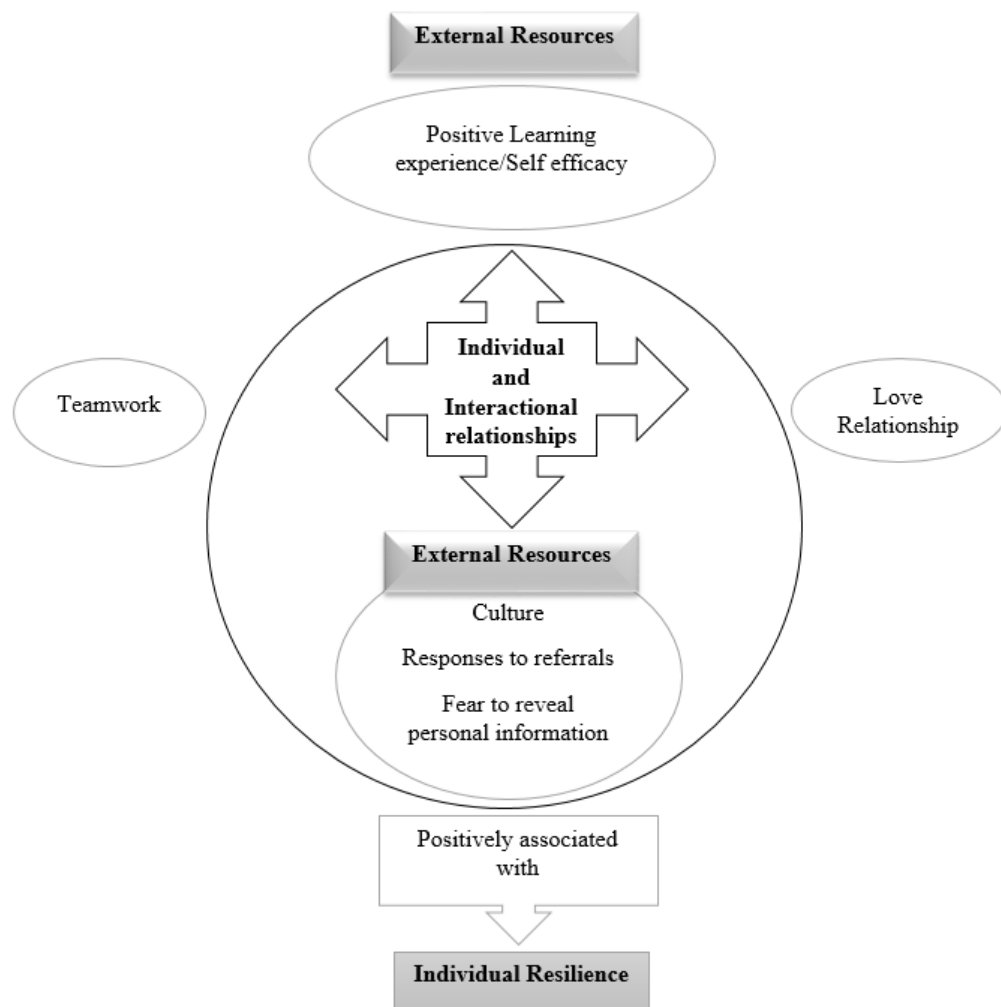 External Resources
Positive Learning
experience/Self efficacy
Individual
and
Interactional
relationships
Teamwork
Love
Relationship
External Resources
Culture
Responses to referrals
Fear to reveal
personal information
Positively associated
with
Individual Resilience